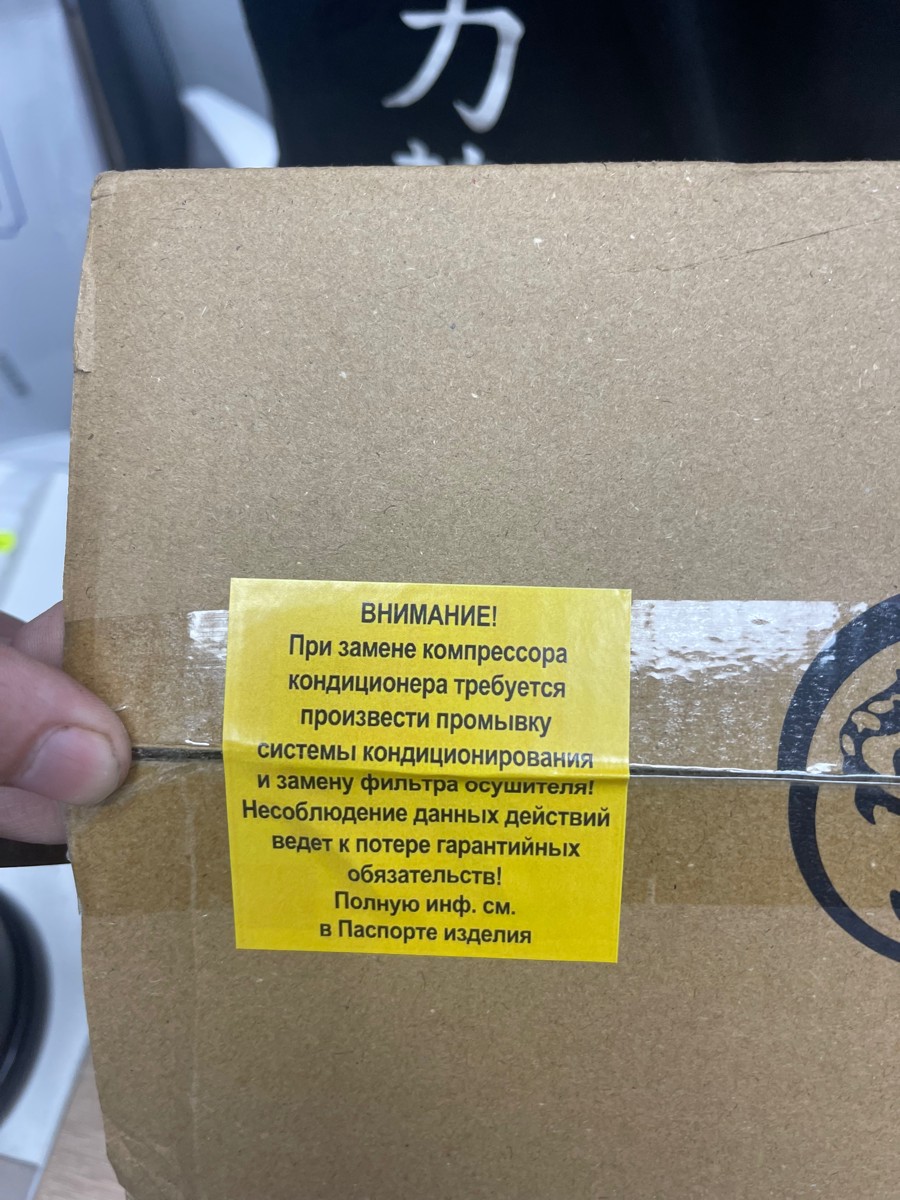 力
ВНИМАНИЕ!
При замене компрессора
кондиционера требуется
произвести промывку
системы кондиционирования
и замену фильтра осушителя!
Несоблюдение данных действий
ведет к потере гарантийных
обязательств!
Полную инф. см.
в Паспорте изделия